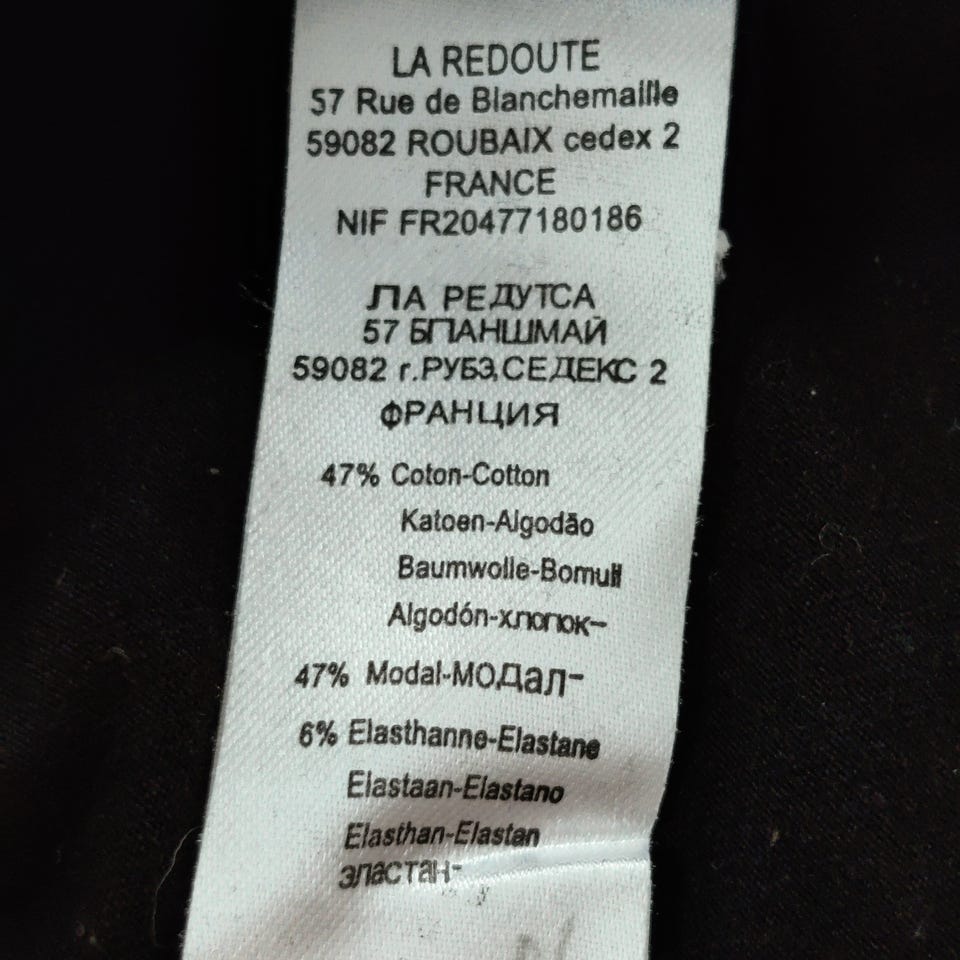 LA REDOUTE
57 Rue de Blanchemaille
59082 ROUBAIX cedex 2
FRANCE
NIF FR20477180186
ЛА РЕДУТСА
57 БПАНШМАЙ
59082 г.РУБЭ,СЕДЕКС 2
ФРАНЦИЯ
47% Coton-Cotton
Katoen-Algodão
Baumwolle-Bomull
Algodón-хлопок-
47% Modal-МОДал-
6% Elasthanne-Elastane
Elastaan-Elastano
Elasthan-Elastan
эластан-